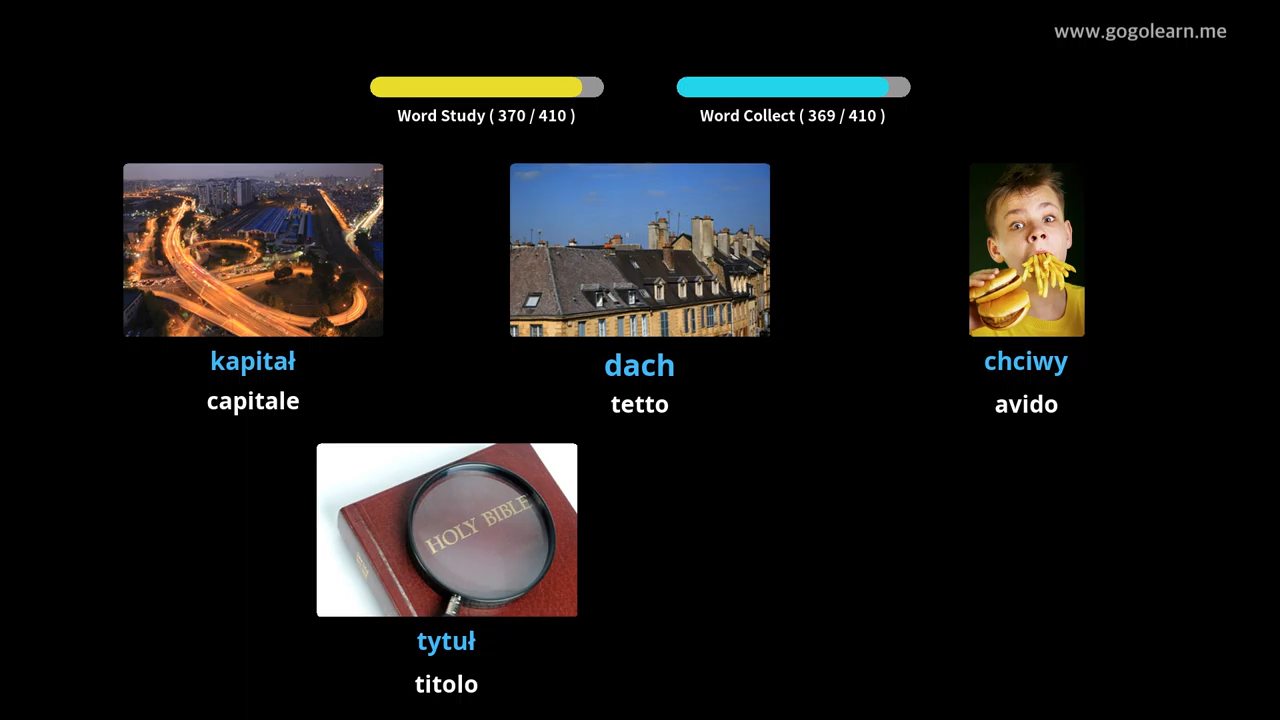 www.gogolearn.me
Word Study ( 370 / 410 )
Word Collect ( 369 / 410 )
kapitał
capitale
dach
tetto
chciwy
avido
HOLY BIBLE
tytuł
titolo